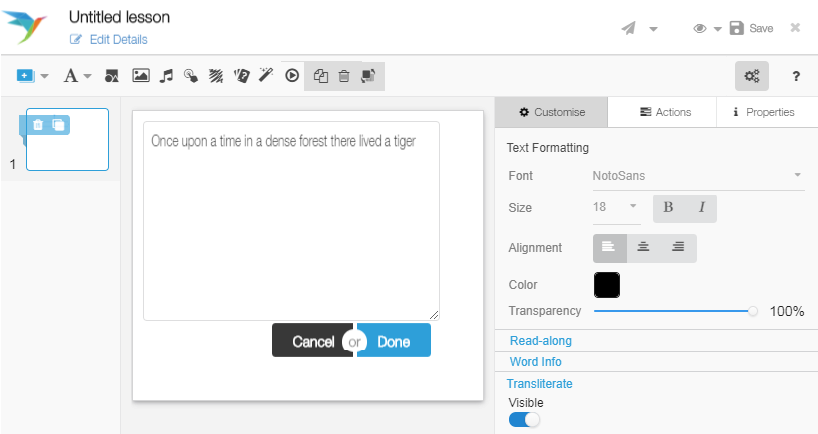 Untitled lesson
Edit Details
Save
A
?
1
Once upon a time in a dense forest there lived a tiger
Cancel or Done
Customise Actions Properties
Text Formatting
Font NotoSans
Size 18 B I
Alignment
Color
Transparency 100%
Read-along
Word Info
Transliterate
Visible